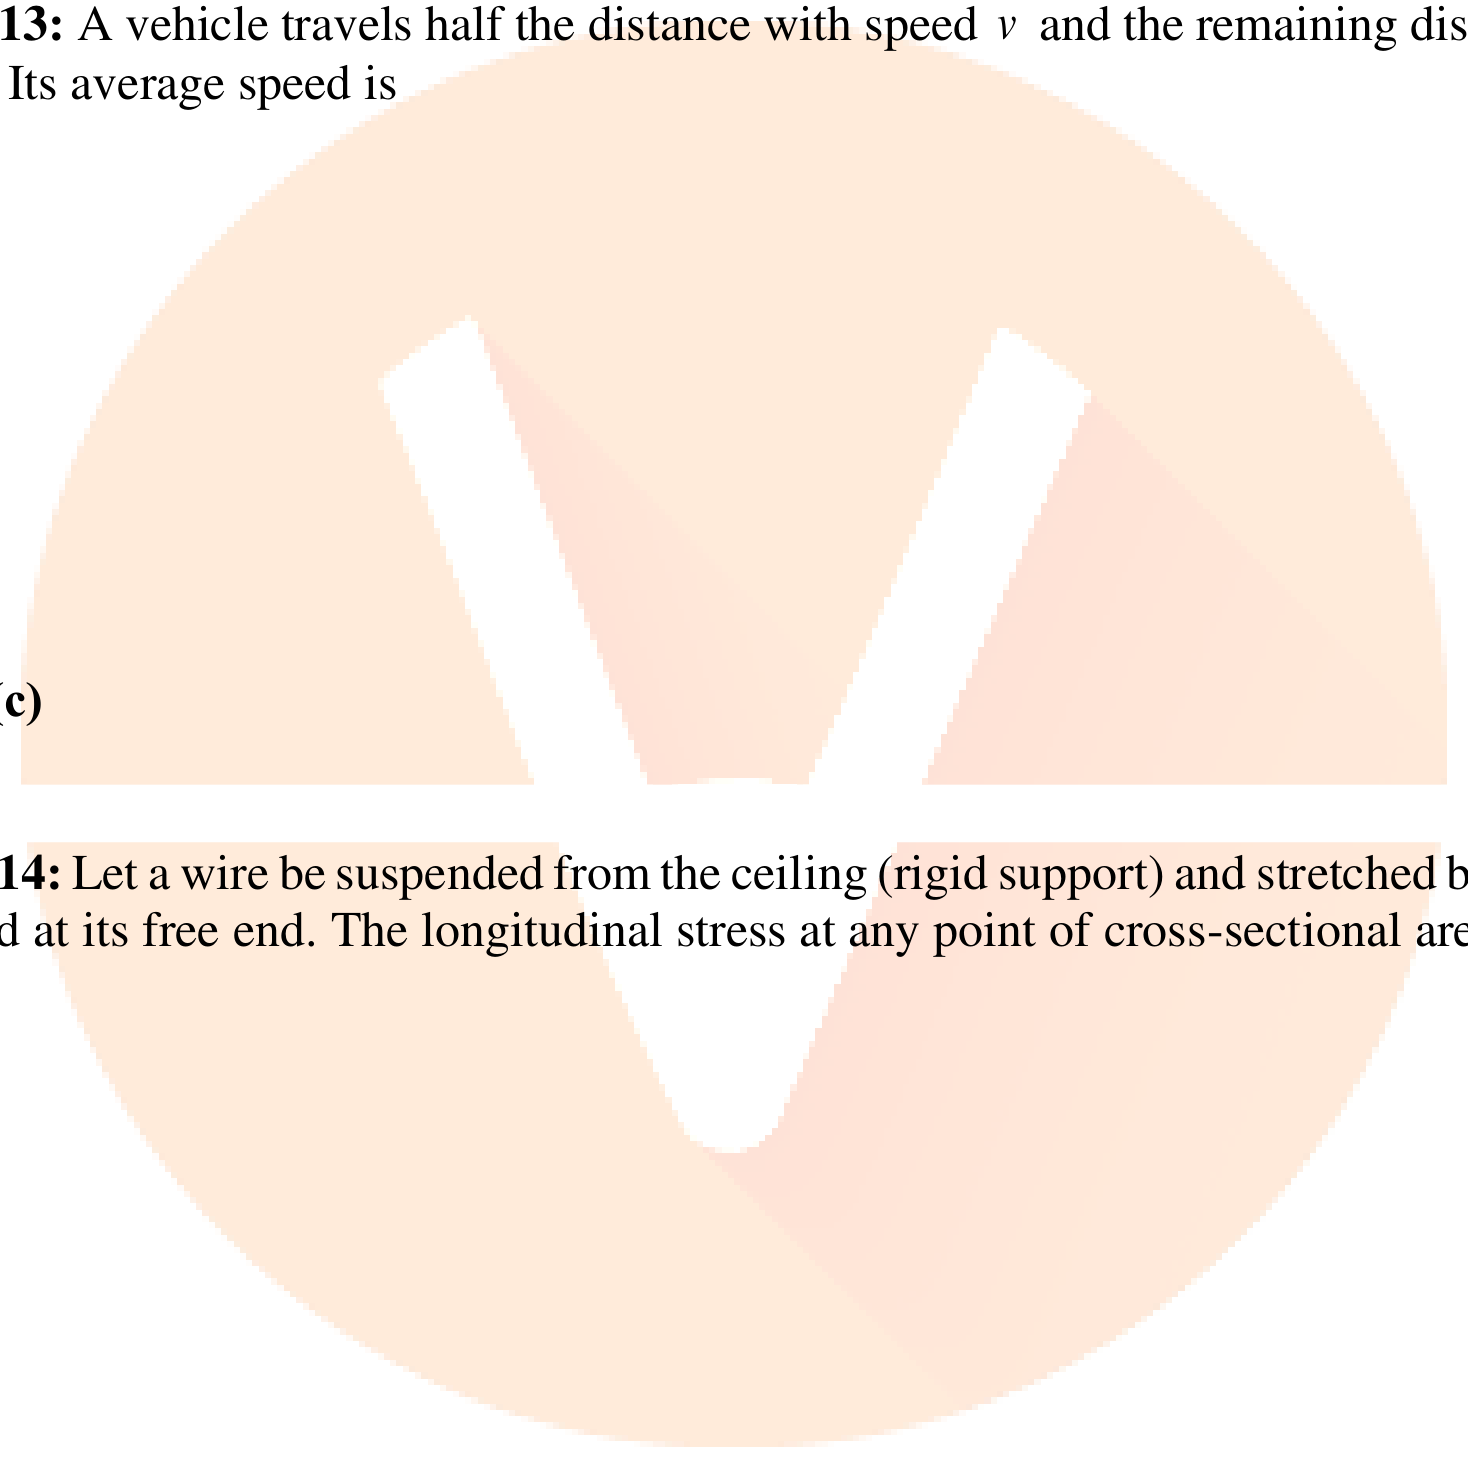 13: A vehicle travels half the distance with speed v and the remaining dis
Its average speed is
(c)
14: Let a wire be suspended from the ceiling (rigid support) and stretched b
d at its free end. The longitudinal stress at any point of cross-sectional are